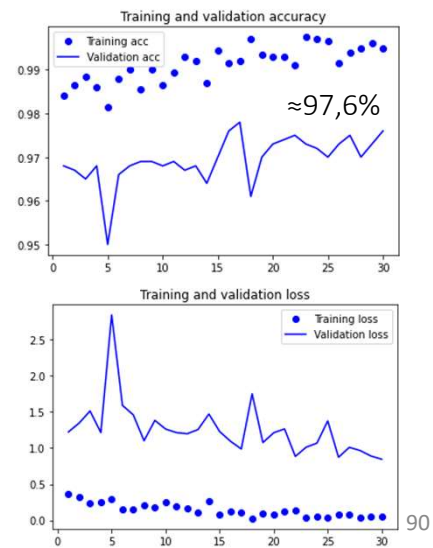 Training and validation accuracy
Training acc
Validation acc
≈97,6%
0.99
0.98
0.97
0.96
0.95
0 5 10 15 20 25 30
Training and validation loss
Training loss
Validation loss
2.5
2.0
1.5
1.0
0.5
0.0
0 5 10 15 20 25 30
90